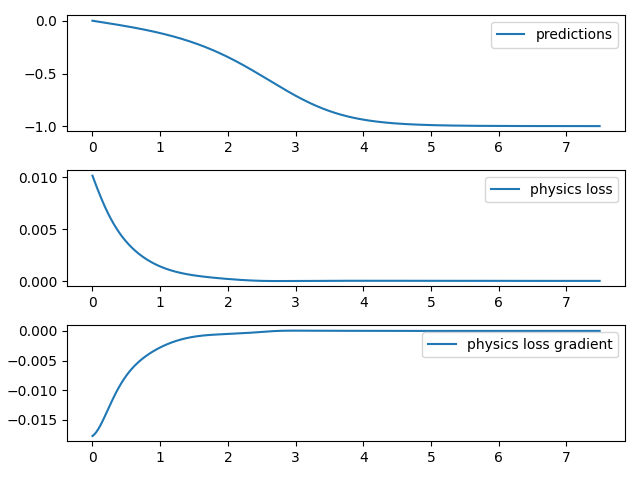 0.0
−0.5
−1.0
predictions
0 1 2 3 4 5 6 7
0.010
0.005
0.000
physics loss
0 1 2 3 4 5 6 7
0.000
−0.005
−0.010
−0.015
physics loss gradient
0 1 2 3 4 5 6 7